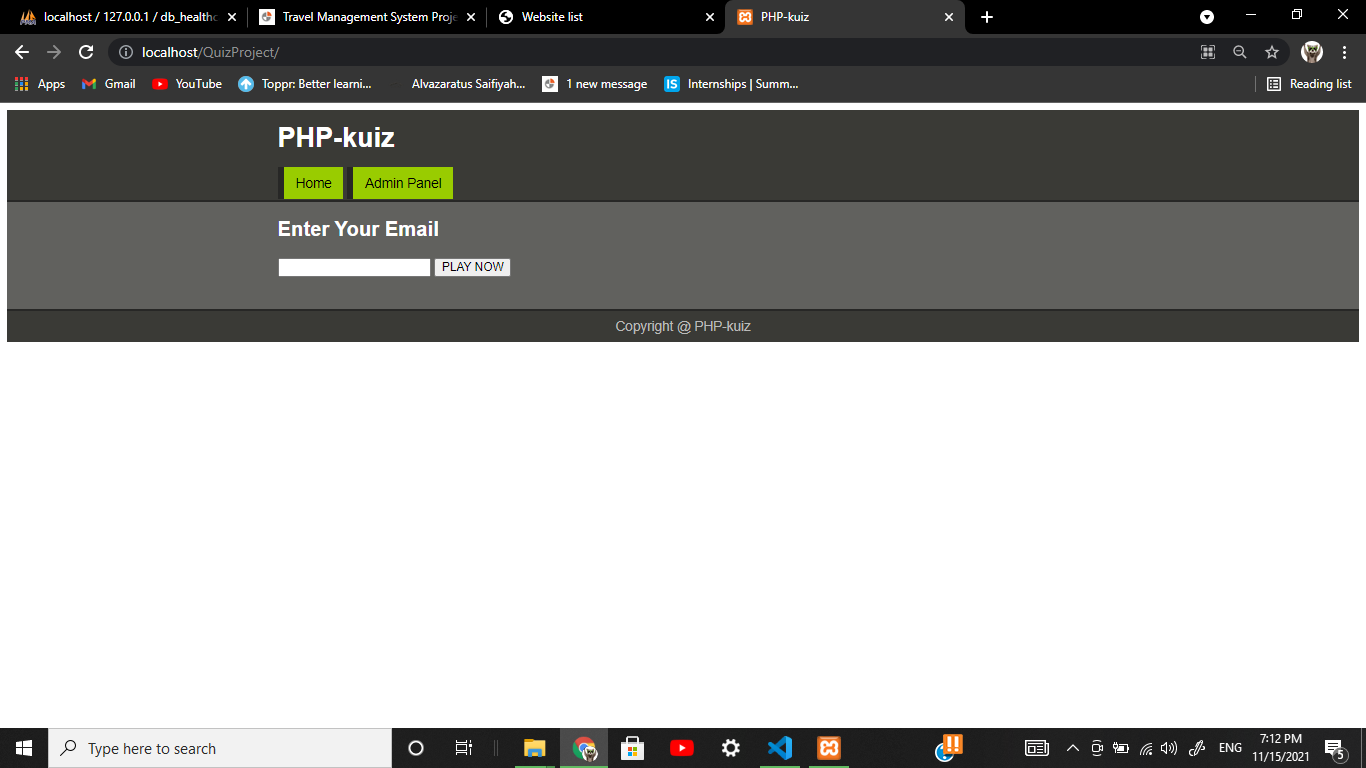 localhost / 127.0.0.1 / db_healthc
Travel Management System Proje
Website list
PHP-kuiz
localhost/QuizProject/
Apps
Gmail
YouTube
Toppr: Better learni...
Alvazaratus Saifiyah...
1 new message
IS
Internships | Summ...
Reading list
PHP-kuiz
Home
Admin Panel
Enter Your Email
PLAY NOW
Copyright @ PHP-kuiz
Type here to search
ENG
7:12 PM
11/15/2021
5